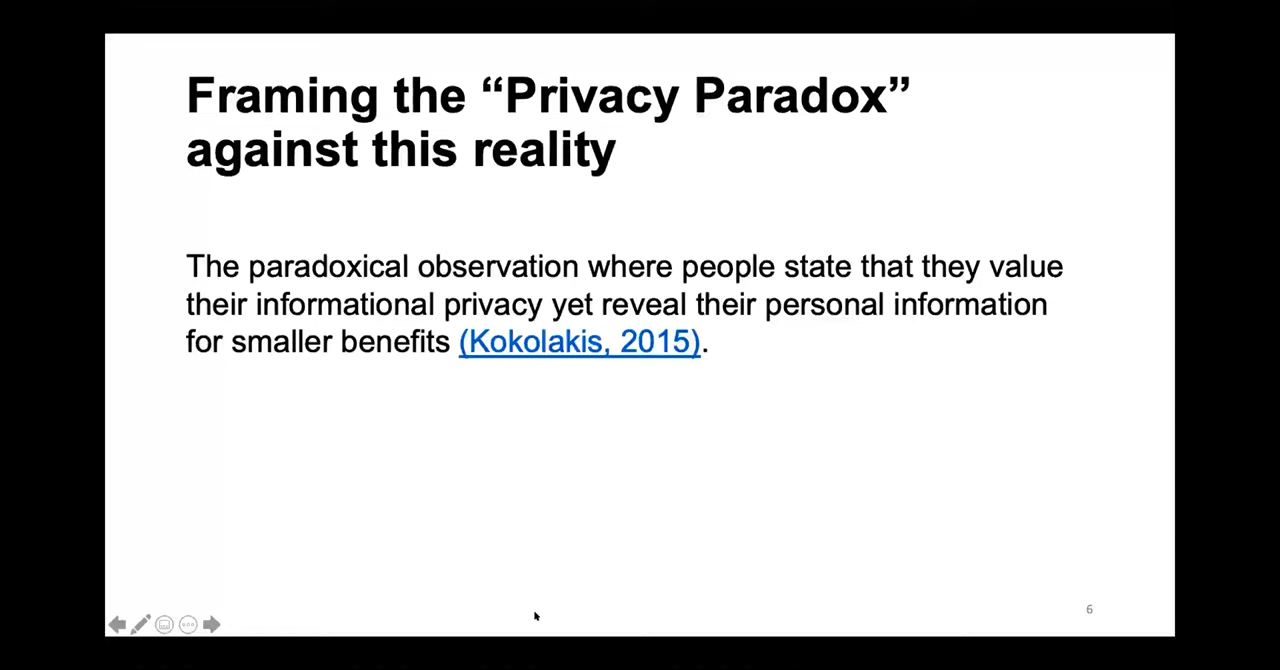 Framing the “Privacy Paradox”
against this reality
The paradoxical observation where people state that they value
their informational privacy yet reveal their personal information
for smaller benefits (Kokolakis, 2015).
6